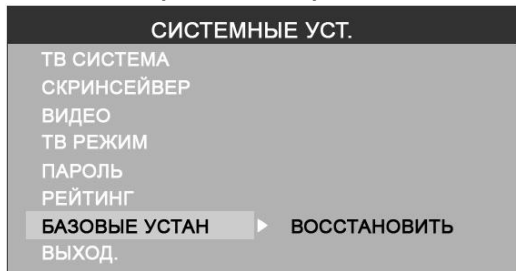 СИСТЕМНЫЕ УСТ.
ТВ СИСТЕМА
СКРИНСЕЙВЕР
ВИДЕО
ТВ РЕЖИМ
ПАРОЛЬ
РЕЙТИНГ
БАЗОВЫЕ УСТАН ВОССТАНОВИТЬ
ВЫХОД.